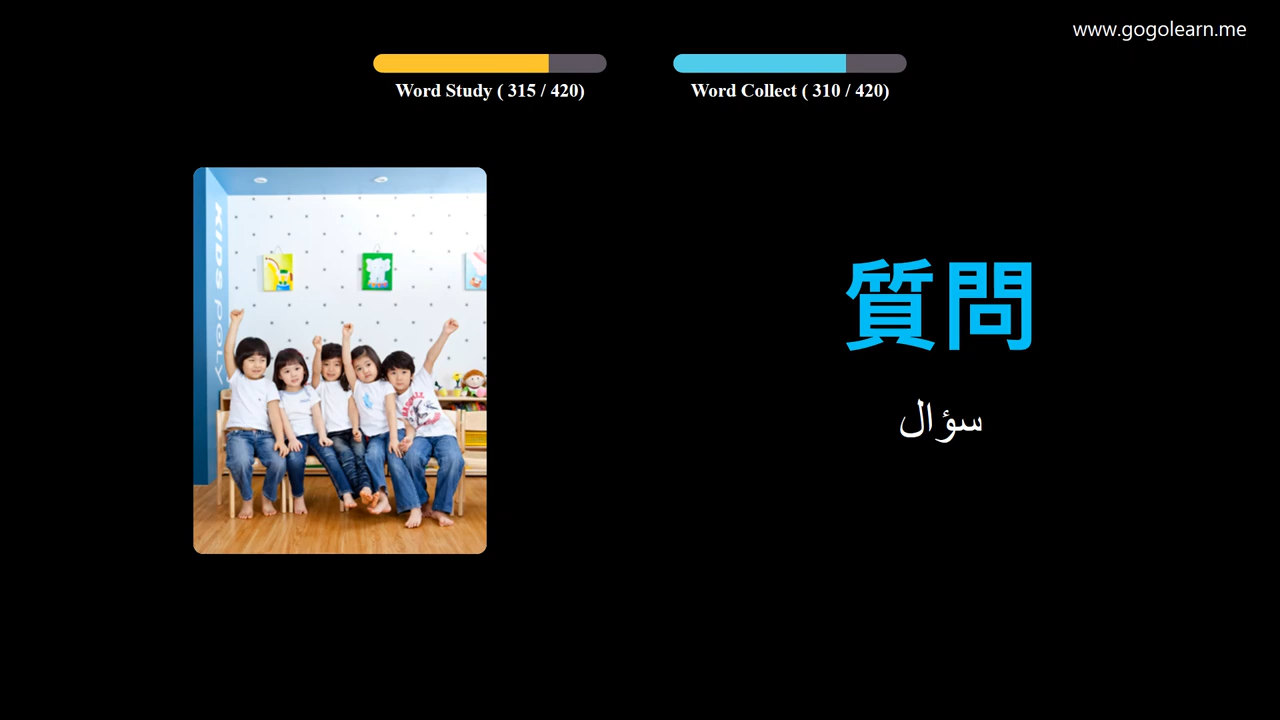 www.gogolearn.me
Word Study ( 315 / 420)
Word Collect ( 310 / 420)
KIDS POLY
質問
سؤال